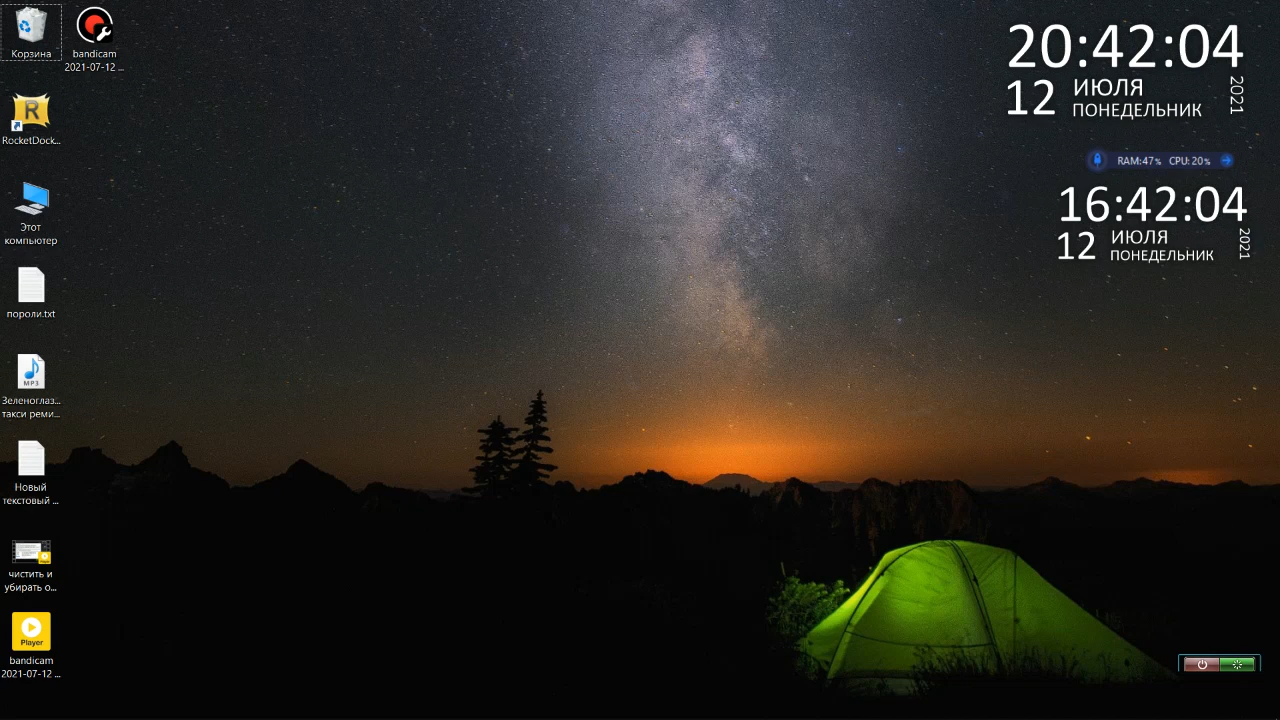 Корзина
bandicam
2021-07-12 ...
R
RocketDock...
Этот
компьютер
пороли.txt
MP3
Зеленоглаз...
такси реми...
Новый
текстовый ...
чистить и
убирать о...
Player
bandicam
2021-07-12 ...
20:42:04
12
ИЮЛЯ
ПОНЕДЕЛЬНИК
2021
RAM:47% CPU:20%
16:42:04
12
ИЮЛЯ
ПОНЕДЕЛЬНИК
2021